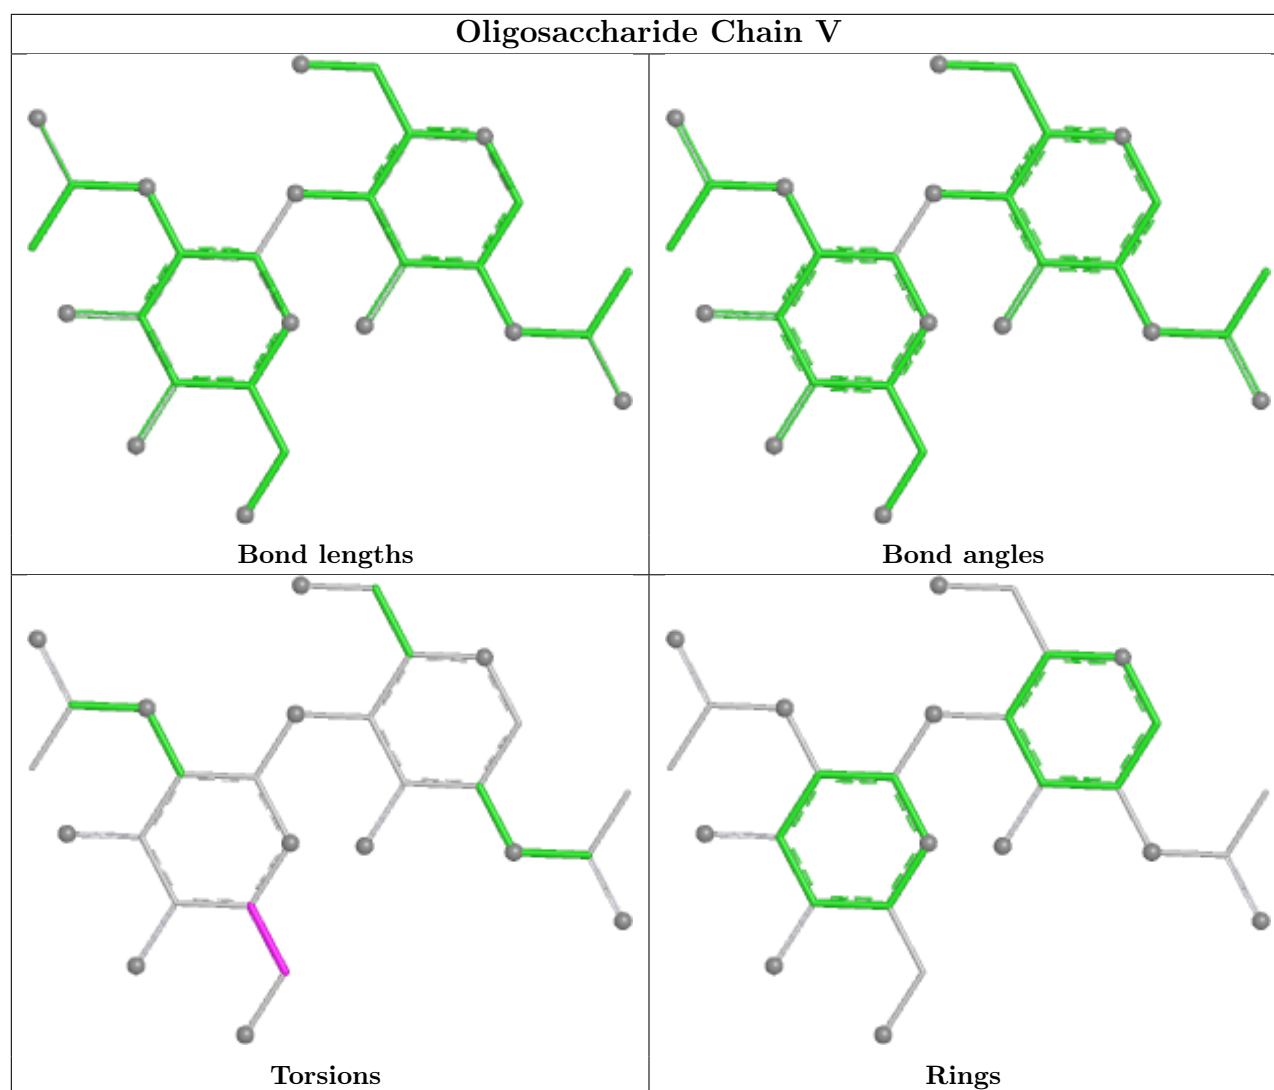 Oligosaccharide Chain V
Bond lengths
Bond angles
Torsions
Rings